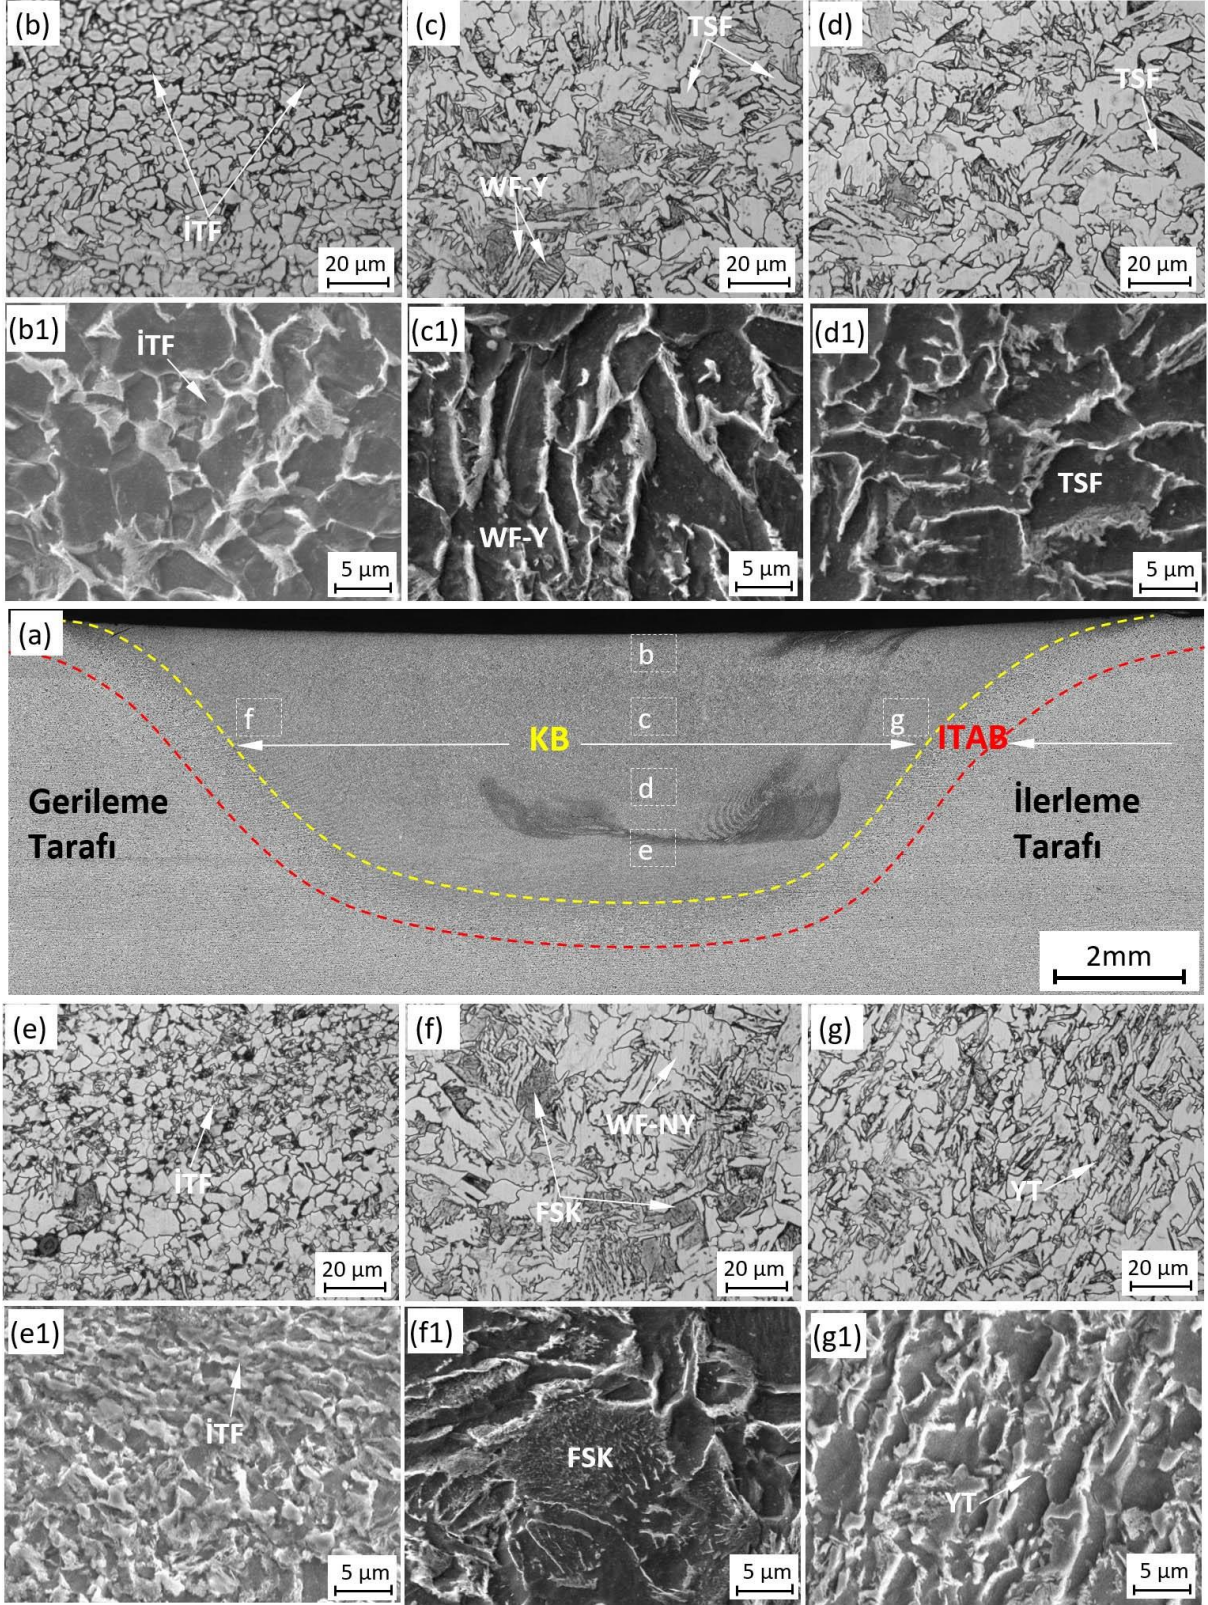 (b)
İTF
20 µm
(c)
TSF
WF-Y
20 µm
(d)
TSF
20 µm
(b1)
İTF
5 µm
(c1)
WF-Y
5 µm
(d1)
TSF
5 µm
(a)
b
f
c
g
KB
ITAB
d
e
Gerileme
Tarafı
İlerleme
Tarafı
2mm
(e)
İTF
20 µm
(f)
WF-NY
FSK
20 µm
(g)
YT
20 µm
(e1)
İTF
5 µm
(f1)
FSK
5 µm
(g1)
YT
5 µm